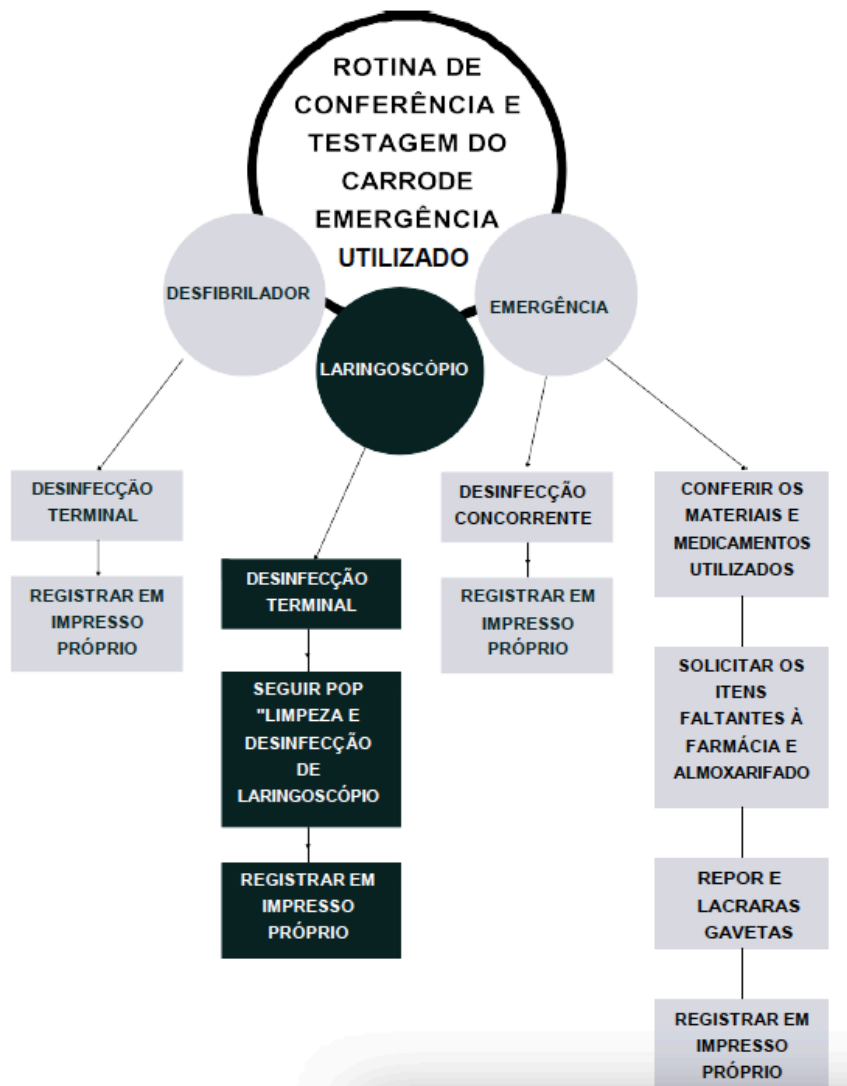 ROTINA DE
CONFERÊNCIA E
TESTAGEM DO
CARRODE
EMERGÊNCIA
UTILIZADO
DESFIBRILADOR
LARINGOSCÓPIO
EMERGÊNCIA
DESINFECÇÃO
TERMINAL
REGISTRAR EM
IMPRESSO
PRÓPRIO
DESINFECÇÃO
TERMINAL
SEGUIR POP
"LIMPEZA E
DESINFECÇÃO
DE
LARINGOSCÓPIO
REGISTRAR EM
IMPRESSO
PRÓPRIO
DESINFECÇÃO
CONCORRENTE
REGISTRAR EM
IMPRESSO
PRÓPRIO
CONFERIR OS
MATERIAIS E
MEDICAMENTOS
UTILIZADOS
SOLICITAR OS
ITENS
FALTANTES À
FARMÁCIA E
ALMOXARIFADO
REPOR E
LACRARAS
GAVETAS
REGISTRAR EM
IMPRESSO
PRÓPRIO